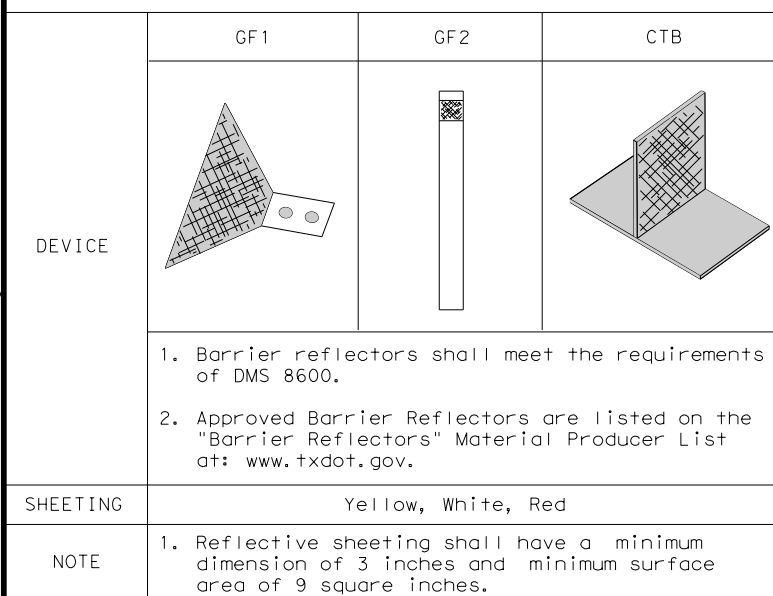 GF1
GF2
CTB
DEVICE
1. Barrier reflectors shall meet the requirements
of DMS 8600.
2. Approved Barrier Reflectors are listed on the
"Barrier Reflectors" Material Producer List
at: www.txdot.gov.
SHEETING
Yellow, White, Red
NOTE
1. Reflective sheeting shall have a minimum
dimension of 3 inches and minimum surface
area of 9 square inches.